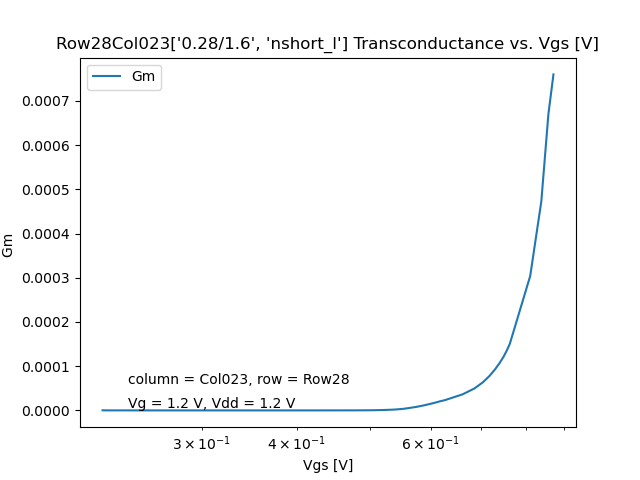 Row28Col023['0.28/1.6', 'nshort_l'] Transconductance vs. Vgs [V]
Gm
0.0007
0.0006
0.0005
0.0004
0.0003
0.0002
0.0001
0.0000
Gm
column = Col023, row = Row28
Vg = 1.2 V, Vdd = 1.2 V
3 × 10⁻¹ 4 × 10⁻¹ 6 × 10⁻¹
Vgs [V]